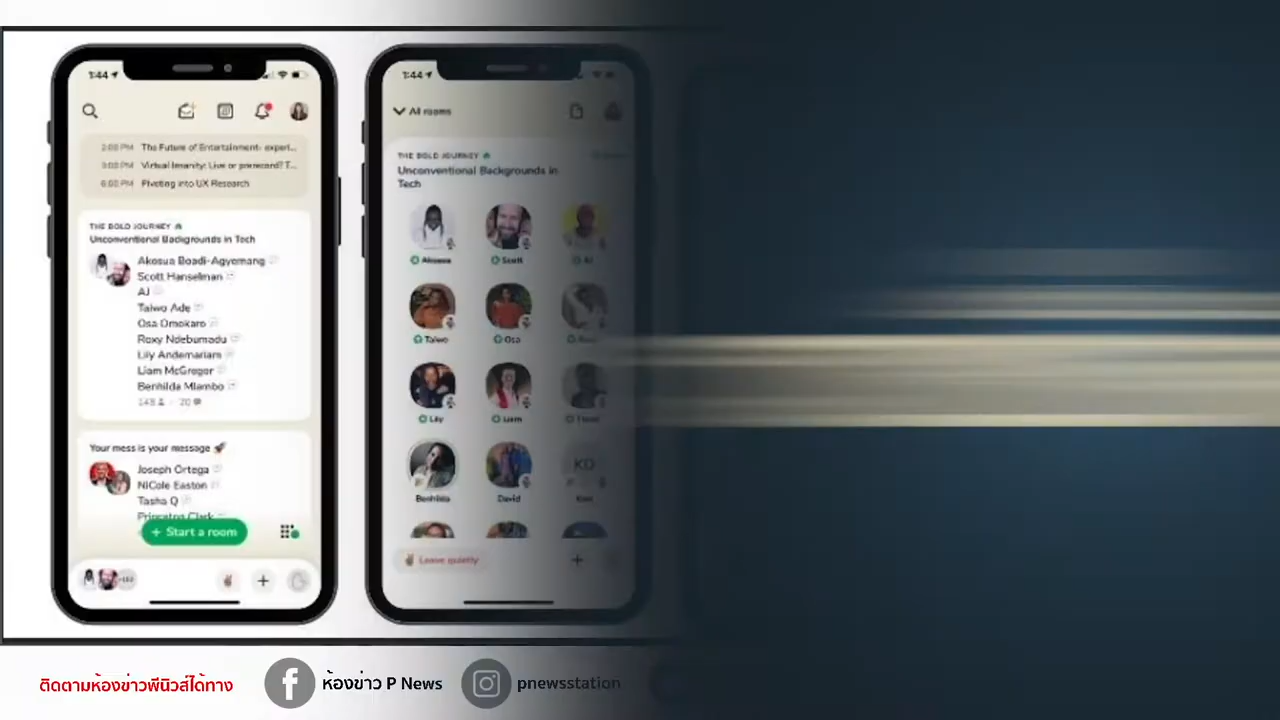 1:44
2:00 PM The Future of Entertainment- experi...
3:00 PM Virtual Insanity: Live or prerecord? T...
6:00 PM Pivoting into UX Research
THE BOLD JOURNEY
Unconventional Backgrounds in Tech
Akosua Boadi-Agyemang
Scott Hanselman
AJ
Taiwo Ade
Osa Omokaro
Roxy Ndebumadu
Lily Andemariam
Liam McGregor
Benhilda Mlambo
Your mess is your message 🚀
Joseph Ortega
NiCole Easton
Tasha Q
Princeton Clark
+ Start a room
1:44
All rooms
THE BOLD JOURNEY
Unconventional Backgrounds in
Tech
Akosua Scott AJ
Taiwo Osa
Lily Liam
KO
Benhilda David
✌🏽 Leave quietly
ติดตามห้องข่าวพีนิวส์ได้ทาง ห้องข่าว P News pnewsstation